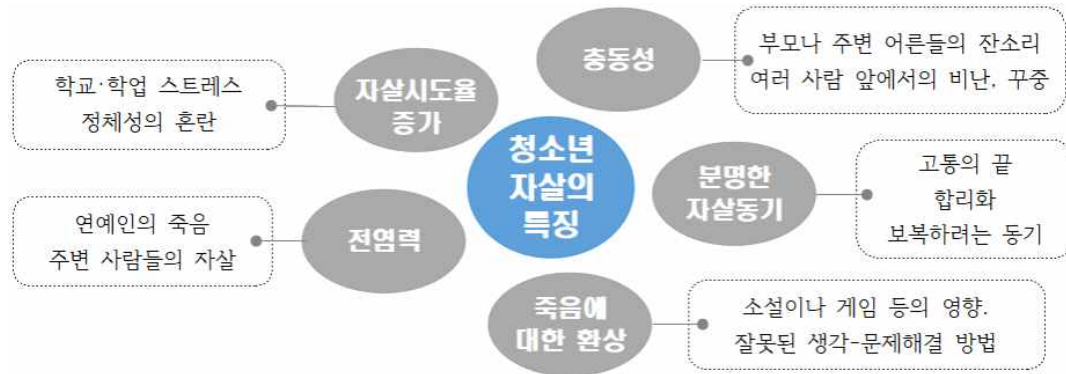 충동성
부모나 주변 어른들의 잔소리
여러 사람 앞에서의 비난, 꾸중
학교·학업 스트레스
정체성의 혼란
자살시도율
증가
청소년
자살의
특징
분명한
자살동기
고통의 끝
합리화
보복하려는 동기
연예인의 죽음
주변 사람들의 자살
전염력
죽음에
대한 환상
소설이나 게임 등의 영향.
잘못된 생각-문제해결 방법